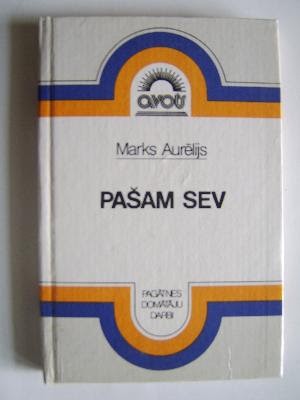 avots
Marks Aurēlijs
PAŠAM SEV
PAGĀTNES
DOMĀTĀJU
DARBI